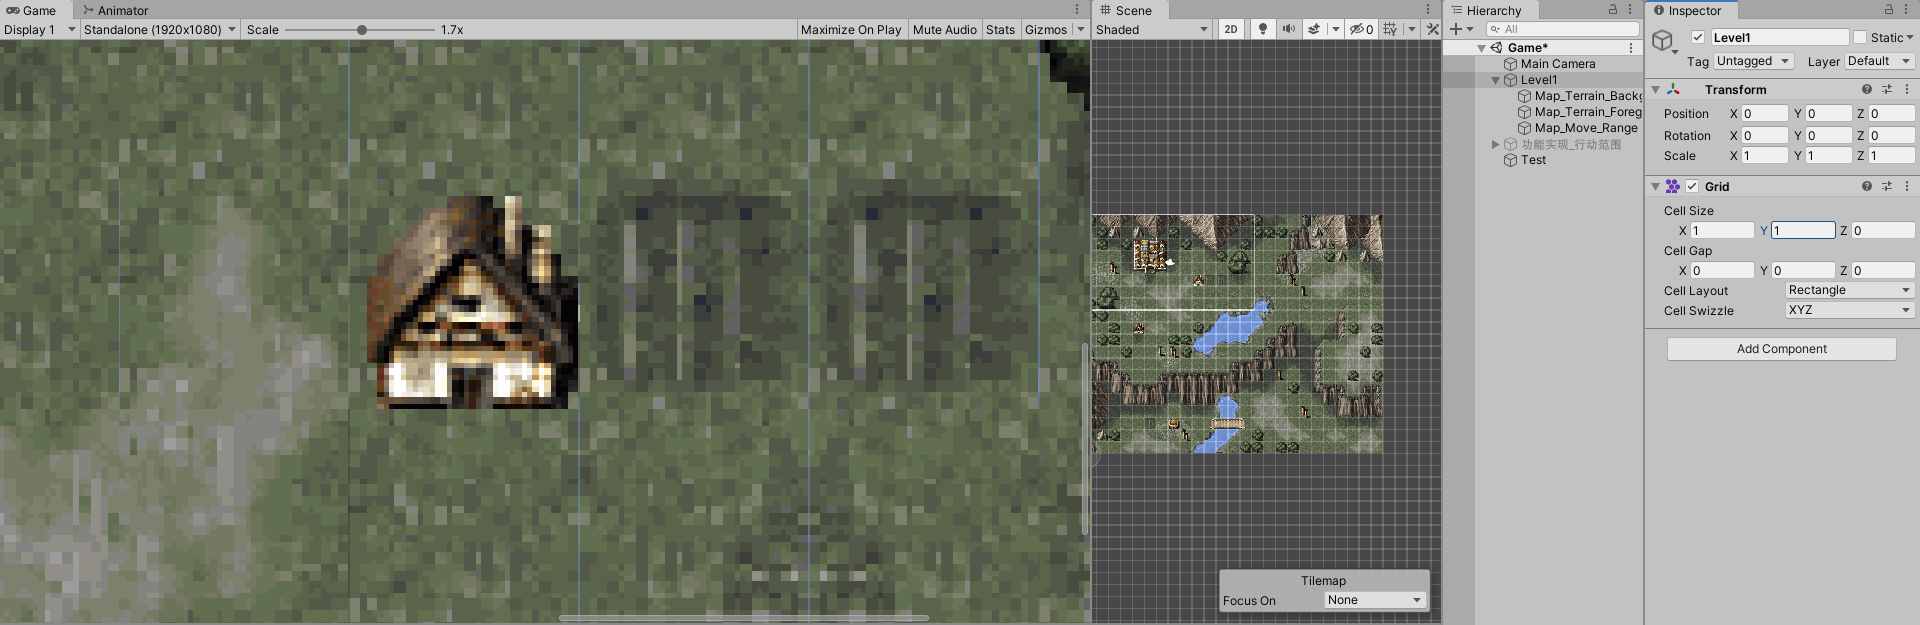 Game
Animator
Display 1
Standalone (1920x1080)
Scale
1.7x
Maximize On Play
Mute Audio
Stats
Gizmos
Scene
Shaded
2D
0
Tilemap
Focus On
None
Hierarchy
All
Game*
Main Camera
Level1
Map_Terrain_Backg
Map_Terrain_Foreg
Map_Move_Range
功能实现_行动范围
Test
Inspector
Level1
Static
Tag Untagged
Layer Default
Transform
Position X 0 Y 0 Z 0
Rotation X 0 Y 0 Z 0
Scale X 1 Y 1 Z 1
Grid
Cell Size
X 1 Y 1 Z 0
Cell Gap
X 0 Y 0 Z 0
Cell Layout Rectangle
Cell Swizzle XYZ
Add Component